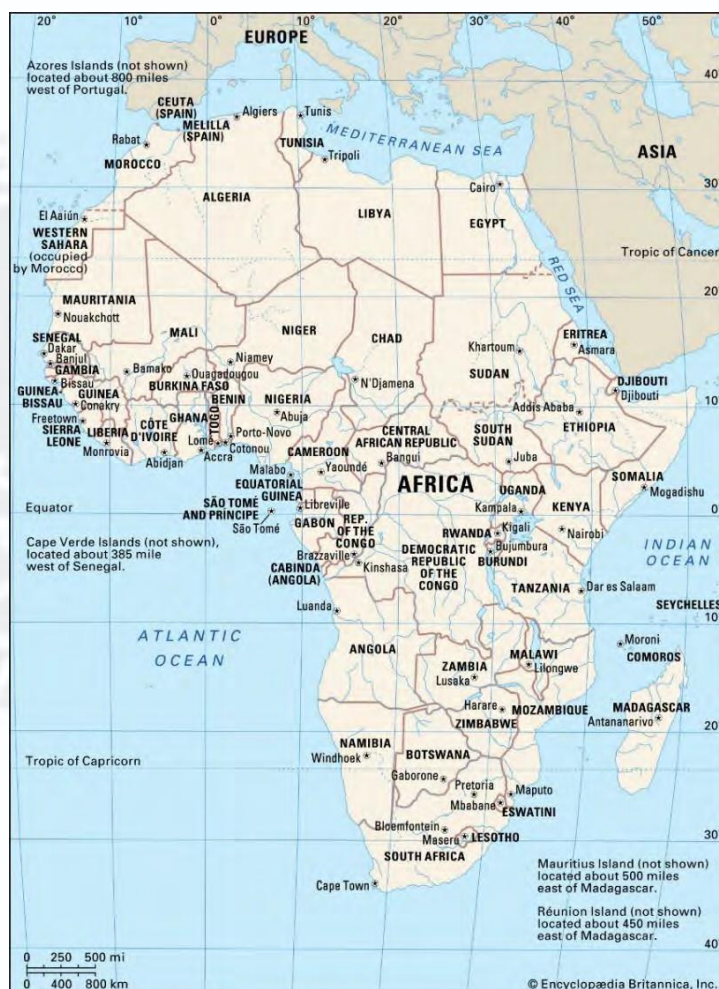 20° 10° 0° 10° 20° 30° 40° 50°
EUROPE
Azores Islands (not shown)
located about 800 miles
west of Portugal.
40
CEUTA
(SPAIN)
Algiers
Tunis
MELILLA
(SPAIN)
MEDITERRANEAN SEA
ASIA
Rabat
TUNISIA
Tripoli
MOROCCO
30
Cairo
ALGERIA
LIBYA
EGYPT
El Aaiún
WESTERN
SAHARA
(occupied
by Morocco)
Tropic of Cancer
RED SEA
20
MAURITANIA
Nouakchott
MALI
NIGER
CHAD
SENEGAL
Dakar
Banjul
GAMBIA
Bissau
GUINEA-
BISSAU
Bamako
Niamey
Ouagadougou
BURKINA FASO
N'Djamena
Khartoum
SUDAN
ERITREA
Asmara
DJIBOUTI
Djibouti
10
GUINEA
Conakry
Freetown
SIERRA
LEONE
LIBERIA
Monrovia
CÔTE
D'IVOIRE
Abidjan
GHANA
Accra
TOGO
Lomé
BENIN
Porto-Novo
Cotonou
NIGERIA
Abuja
Addis Ababa
ETHIOPIA
CENTRAL
AFRICAN REPUBLIC
Bangui
SOUTH
SUDAN
Juba
CAMEROON
Yaoundé
Malabo
EQUATORIAL
GUINEA
AFRICA
SOMALIA
Mogadishu
UGANDA
Kampala
KENYA
Nairobi
Equator
0°
SÃO TOMÉ
AND PRÍNCIPE
São Tomé
Libreville
GABON
REP.
OF THE
CONGO
Brazzaville
Kinshasa
RWANDA
Kigali
Bujumbura
BURUNDI
DEMOCRATIC
REPUBLIC
OF THE
CONGO
Cape Verde Islands (not shown),
located about 385 mile
west of Senegal.
CABINDA
(ANGOLA)
INDIAN
OCEAN
TANZANIA
Dar es Salaam
SEYCHELLES
Luanda
10
ATLANTIC
OCEAN
ANGOLA
MALAWI
Lilongwe
ZAMBIA
Lusaka
Moroni
COMOROS
Harare
ZIMBABWE
MOZAMBIQUE
MADAGASCAR
Antananarivo
20
NAMIBIA
Windhoek
BOTSWANA
Gaborone
Tropic of Capricorn
Pretoria
Mbabane
Maputo
ESWATINI
Bloemfontein
Maseru
LESOTHO
30
SOUTH AFRICA
Cape Town
Mauritius Island (not shown)
located about 500 miles
east of Madagascar.
Réunion Island (not shown)
located about 450 miles
east of Madagascar.
40
0 250 500 mi
0 400 800 km
© Encyclopædia Britannica, Inc.